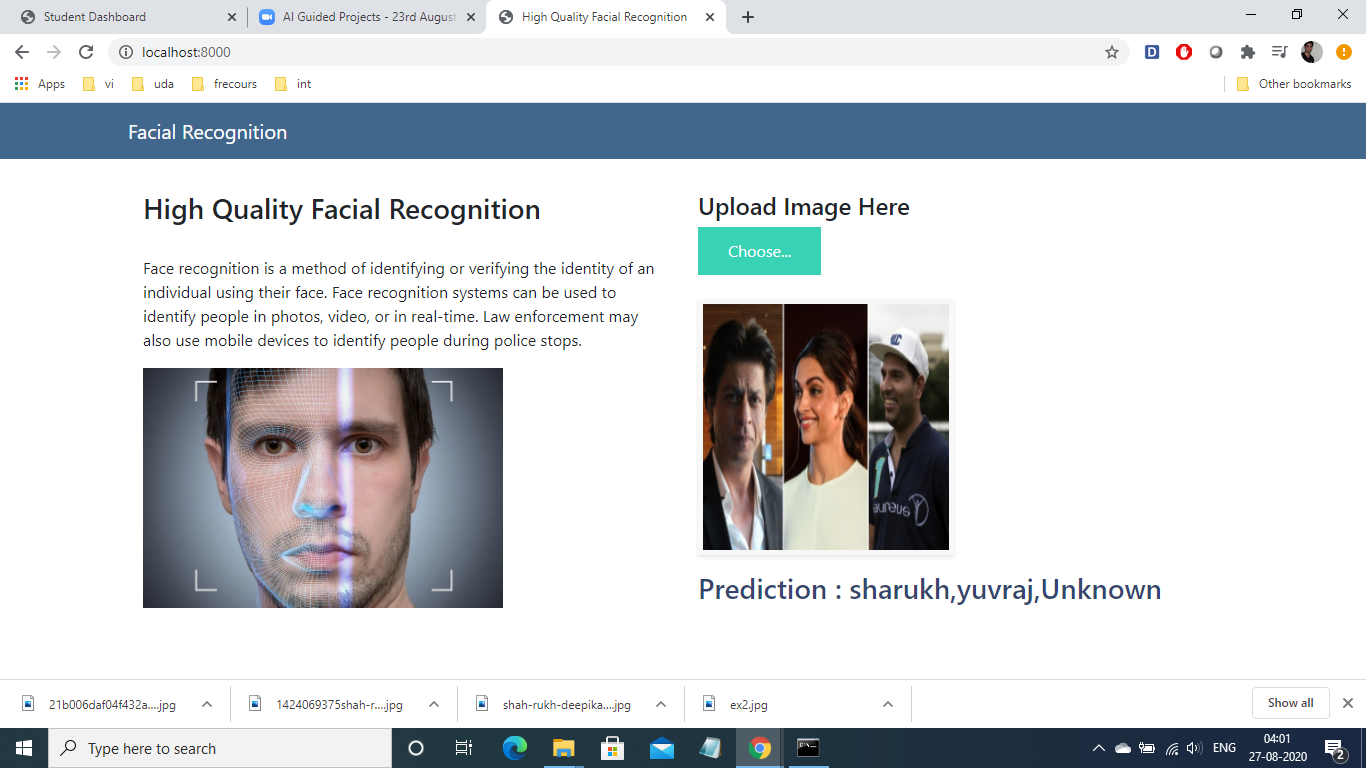 Student Dashboard
AI Guided Projects - 23rd August
High Quality Facial Recognition
localhost:8000
Apps
vi
uda
frecours
int
Other bookmarks
Facial Recognition
High Quality Facial Recognition
Face recognition is a method of identifying or verifying the identity of an
individual using their face. Face recognition systems can be used to
identify people in photos, video, or in real-time. Law enforcement may
also use mobile devices to identify people during police stops.
Upload Image Here
Choose...
aureus
Prediction : sharukh,yuvraj,Unknown
21b006daf04f432a....jpg
1424069375shah-r....jpg
shah-rukh-deepika....jpg
ex2.jpg
Show all
Type here to search
ENG
04:01
27-08-2020
2